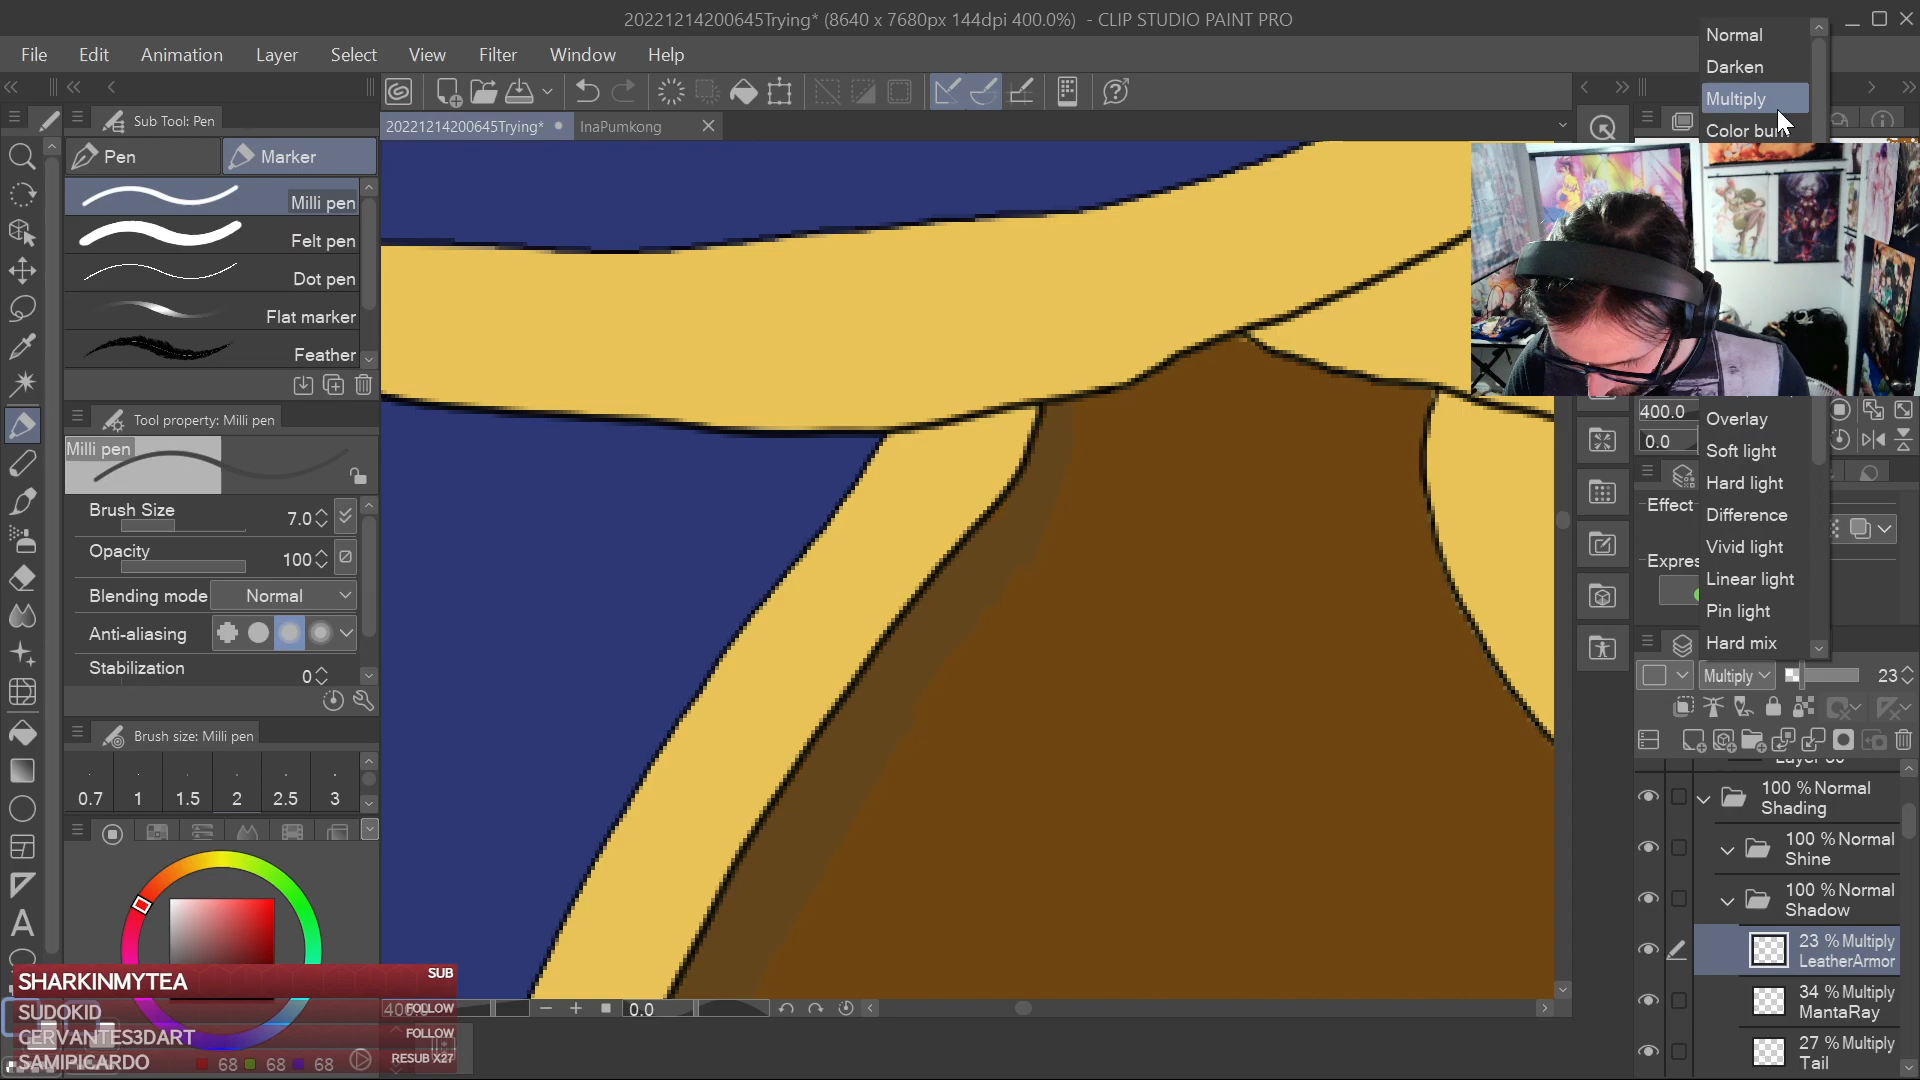 20221214200645Trying* (8640 x 7680px 144dpi 400.0%)  - CLIP STUDIO PAINT PRO
File Edit Animation Layer Select View Filter Window Help
Sub Tool: Pen
20221214200645Trying*
InaPumkong
Pen
Marker
Milli pen
Felt pen
Dot pen
Flat marker
Feather
Tool property: Milli pen
Milli pen
Brush Size
7.0
Opacity
100
Blending mode
Normal
Anti-aliasing
Stabilization
0
Brush size: Milli pen
0.7 1 1.5 2 2.5 3
SHARKINMYTEA
SUB
SUDOKID
FOLLOW
CERVANTES3DART
FOLLOW
SAMIPICARDO
RESUB X27
68 68 68
0.0
Normal
Darken
Multiply
Color burn
400.0
0.0
Overlay
Soft light
Hard light
Difference
Vivid light
Linear light
Pin light
Hard mix
Effect
Expres
Multiply
23
100 %Normal
Shading
100 %Normal
Shine
100 %Normal
Shadow
23 %Multiply
LeatherArmor
34 %Multiply
MantaRay
27 %Multiply
Tail